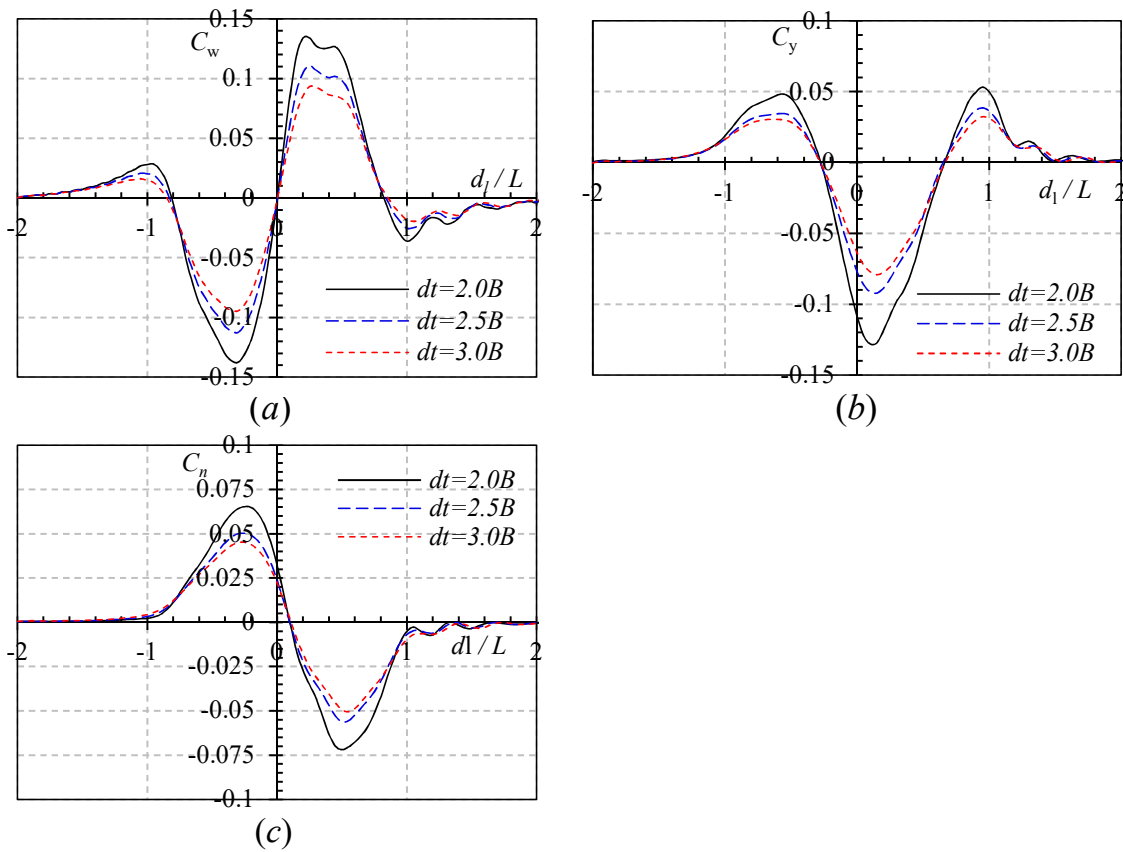 0.15
C_w
0.1
0.05
d_l / L
0
-2 -1 0 1 2
-0.05
-0.1
-0.15
dt=2.0B
dt=2.5B
dt=3.0B
(a)
0.1
C_y
0.05
0
-2 -1 0 1 2
d_l / L
-0.05
-0.1
-0.15
dt=2.0B
dt=2.5B
dt=3.0B
(b)
0.1
C_n
0.075
0.05
0.025
0
-2 -1 0 1 2
dl / L
-0.025
-0.05
-0.075
-0.1
dt=2.0B
dt=2.5B
dt=3.0B
(c)